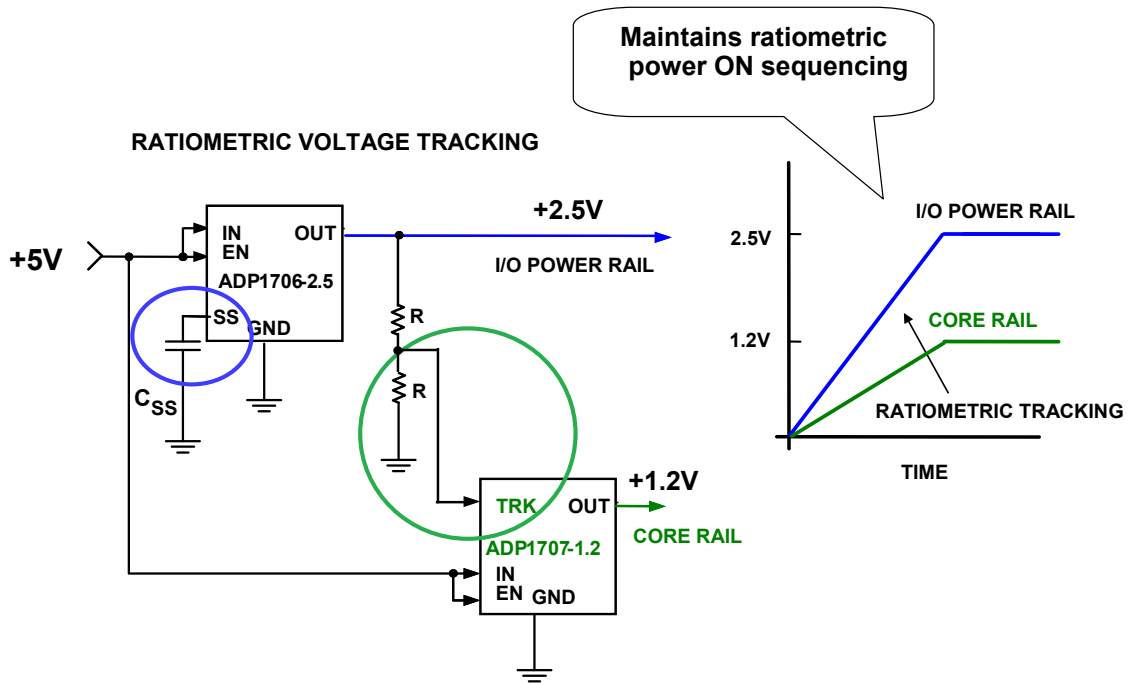 Maintains ratiometric
power ON sequencing
RATIOMETRIC VOLTAGE TRACKING
+5V
IN
EN
OUT
ADP1706-2.5
SS
GND
CSS
+2.5V
I/O POWER RAIL
R
R
TRK
OUT
ADP1707-1.2
IN
EN
GND
+1.2V
CORE RAIL
I/O POWER RAIL
2.5V
CORE RAIL
1.2V
RATIOMETRIC TRACKING
TIME